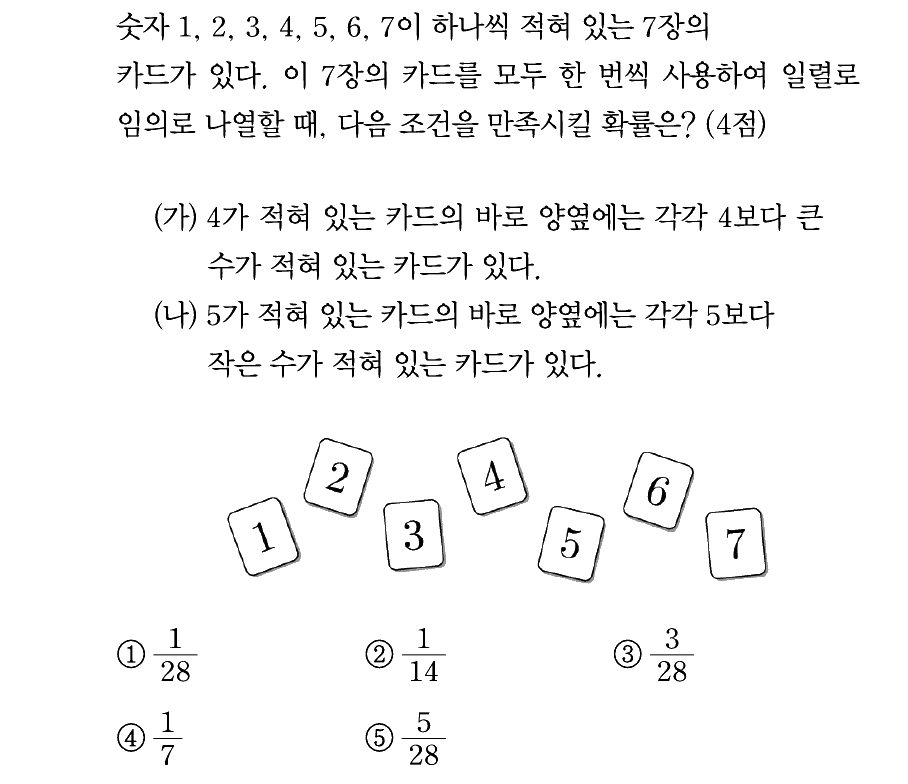 숫자 1, 2, 3, 4, 5, 6, 7이 하나씩 적혀 있는 7장의
카드가 있다. 이 7장의 카드를 모두 한 번씩 사용하여 일렬로
임의로 나열할 때, 다음 조건을 만족시킬 확률은? (4점)
(가) 4가 적혀 있는 카드의 바로 양옆에는 각각 4보다 큰
수가 적혀 있는 카드가 있다.
(나) 5가 적혀 있는 카드의 바로 양옆에는 각각 5보다
작은 수가 적혀 있는 카드가 있다.
1 2 3 4 5 6 7
① 1/28 ② 1/14 ③ 3/28
④ 1/7 ⑤ 5/28